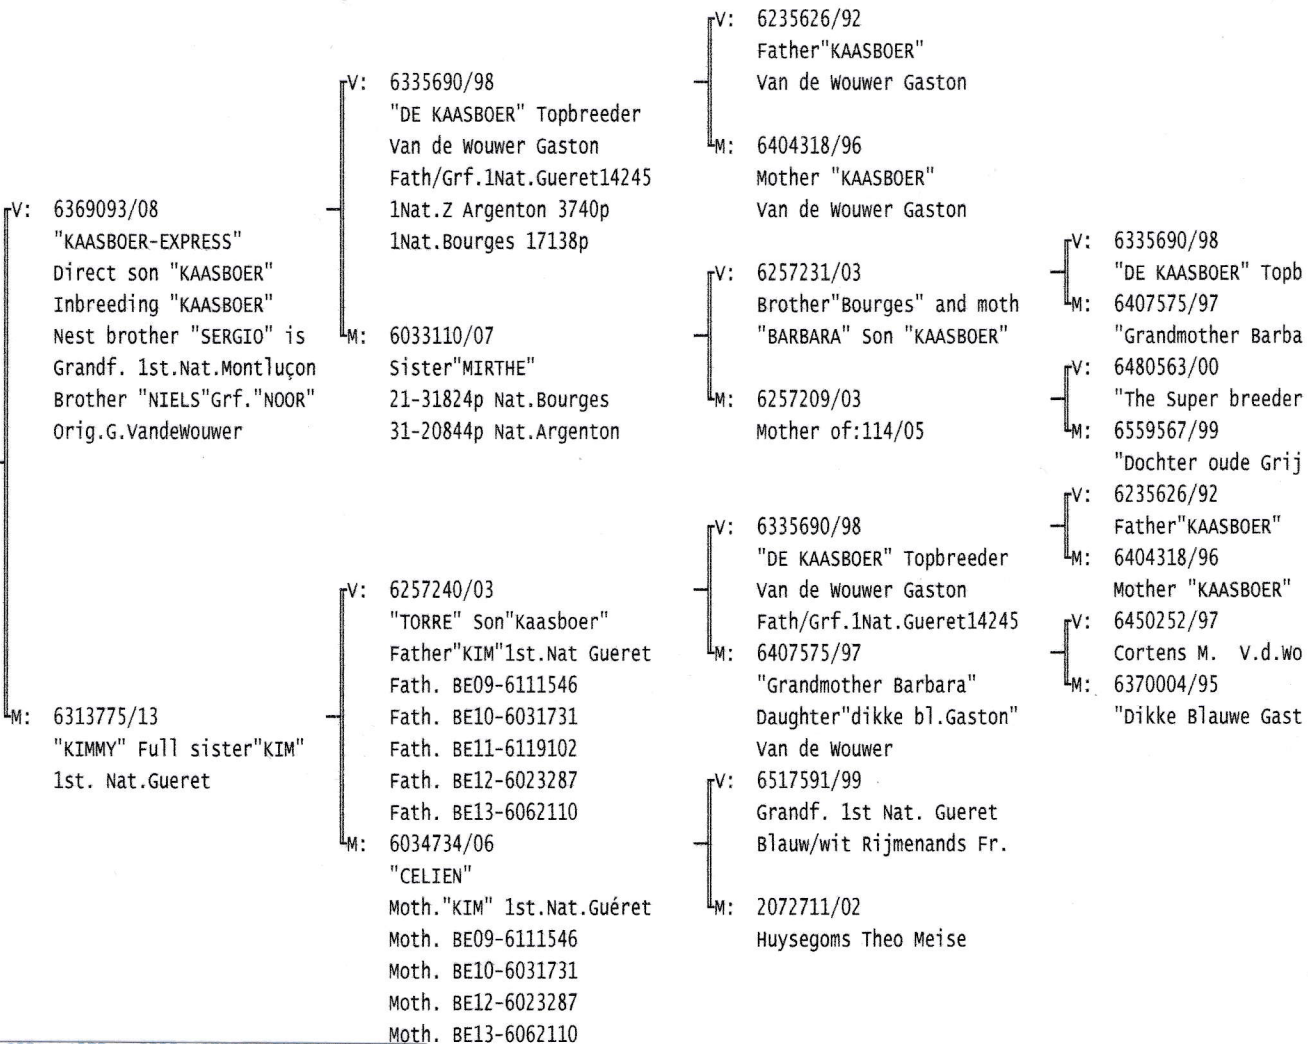 V: 6369093/08
"KAASBOER-EXPRESS"
Direct son "KAASBOER"
Inbreeding "KAASBOER"
Nest brother "SERGIO" is
Grandf. 1st.Nat.Montluçon
Brother "NIELS"Grf."NOOR"
Orig.G.VandeWouwer
M: 6313775/13
"KIMMY" Full sister"KIM"
1st. Nat.Gueret
V: 6335690/98
"DE KAASBOER" Topbreeder
Van de Wouwer Gaston
Fath/Grf.1Nat.Gueret14245
1Nat.Z Argenton 3740p
1Nat.Bourges 17138p
M: 6033110/07
Sister"MIRTHE"
21-31824p Nat.Bourges
31-20844p Nat.Argenton
V: 6257240/03
"TORRE" Son"Kaasboer"
Father"KIM"1st.Nat Gueret
Fath. BE09-6111546
Fath. BE10-6031731
Fath. BE11-6119102
Fath. BE12-6023287
Fath. BE13-6062110
M: 6034734/06
"CELIEN"
Moth."KIM" 1st.Nat.Guéret
Moth. BE09-6111546
Moth. BE10-6031731
Moth. BE12-6023287
Moth. BE13-6062110
V: 6235626/92
Father"KAASBOER"
Van de Wouwer Gaston
M: 6404318/96
Mother "KAASBOER"
Van de Wouwer Gaston
V: 6257231/03
Brother"Bourges" and moth
"BARBARA" Son "KAASBOER"
M: 6257209/03
Mother of:114/05
V: 6335690/98
"DE KAASBOER" Topbreeder
Van de Wouwer Gaston
Fath/Grf.1Nat.Gueret14245
M: 6407575/97
"Grandmother Barbara"
Daughter"dikke bl.Gaston"
Van de Wouwer
V: 6517591/99
Grandf. 1st Nat. Gueret
Blauw/wit Rijmenands Fr.
M: 2072711/02
Huysegoms Theo Meise
V: 6335690/98
"DE KAASBOER" Topb
M: 6407575/97
"Grandmother Barba
V: 6480563/00
"The Super breeder
M: 6559567/99
"Dochter oude Grij
V: 6235626/92
Father"KAASBOER"
M: 6404318/96
Mother "KAASBOER"
V: 6450252/97
Cortens M. V.d.Wo
M: 6370004/95
"Dikke Blauwe Gast